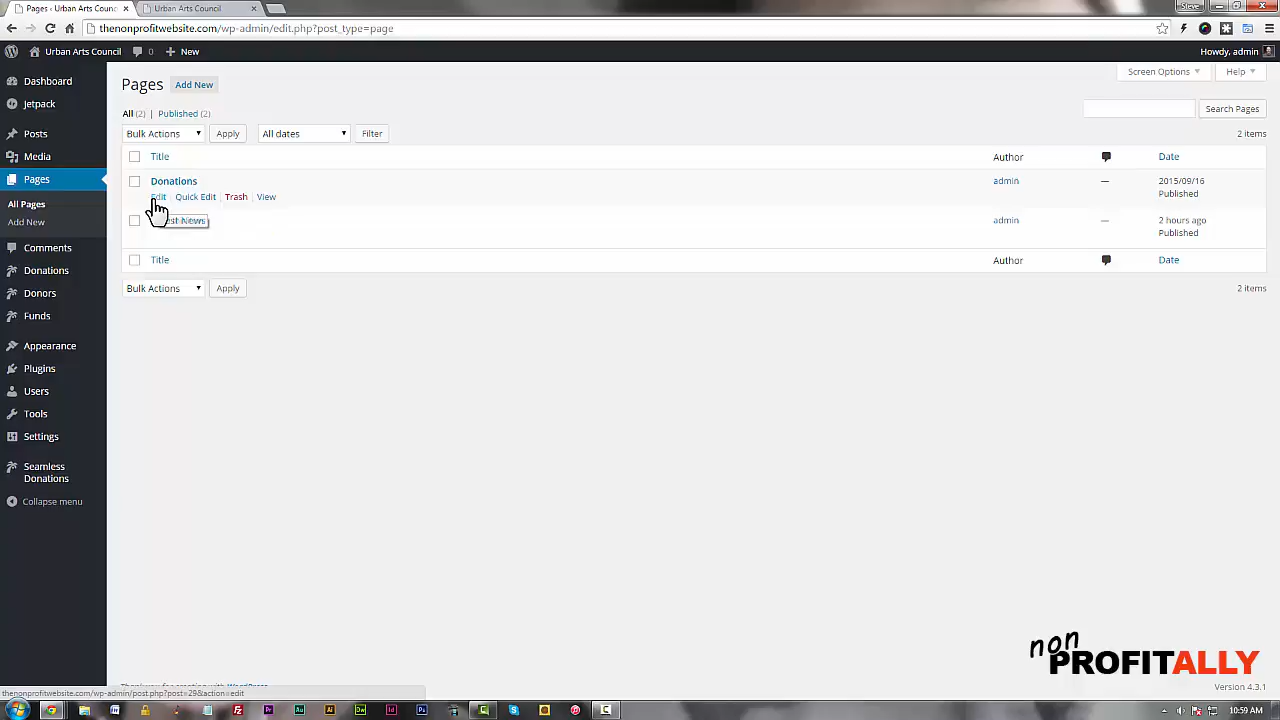 Pages ‹ Urban Arts Counc
Urban Arts Council
Steve
thenonprofitwebsite.com/wp-admin/edit.php?post_type=page
Urban Arts Council 0 New
Howdy, admin
Dashboard
Jetpack
Posts
Media
Pages
All Pages
Add New
Comments
Donations
Donors
Funds
Appearance
Plugins
Users
Tools
Settings
Seamless
Donations
Collapse menu
Screen Options Help
Pages Add New
All (2) | Published (2)
Search Pages
Bulk Actions Apply All dates Filter
2 items
Title Author Date
Donations admin 2015/09/16
Published
Edit | Quick Edit | Trash | View
News admin 2 hours ago
Published
Title Author Date
Bulk Actions Apply
2 items
non
PROFITALLY
Version 4.3.1
thenonprofitwebsite.com/wp-admin/post.php?post=29&action=edit
10:59 AM